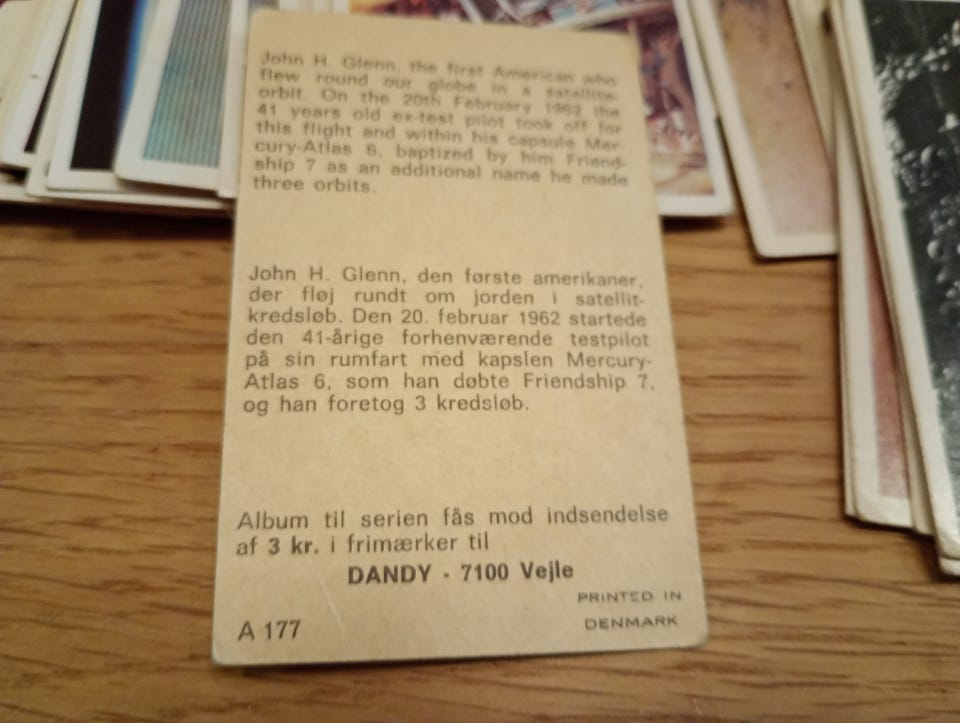 John H. Glenn, the first American who
flew round our globe in a satellite-
orbit. On the 20th February 1962 the
41 years old ex-test pilot took off for
this flight and within his capsule Mer-
cury-Atlas 6, baptized by him Friend-
ship 7 as an additional name he made
three orbits.
John H. Glenn, den første amerikaner,
der fløj rundt om jorden i satellit-
kredsløb. Den 20. februar 1962 startede
den 41-årige forhenværende testpilot
på sin rumfart med kapslen Mercury-
Atlas 6, som han døbte Friendship 7,
og han foretog 3 kredsløb.
Album til serien fås mod indsendelse
af 3 kr. i frimærker til
DANDY - 7100 Vejle
PRINTED IN
DENMARK
A 177